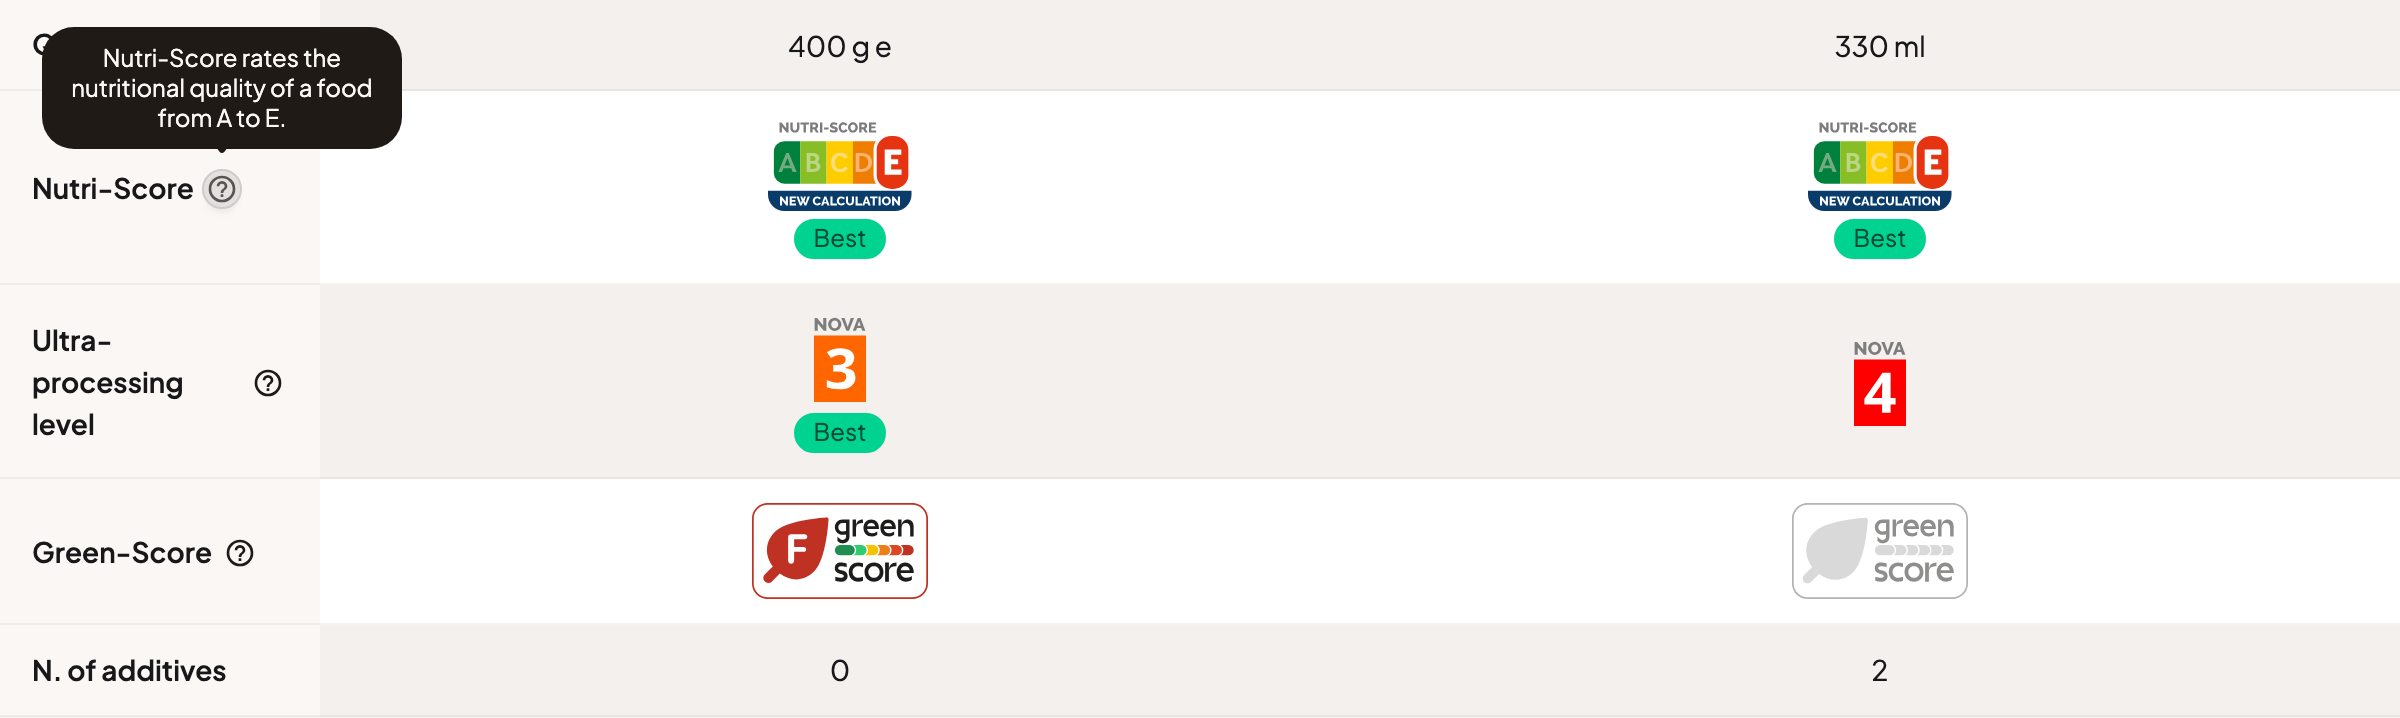 Nutri-Score rates the
nutritional quality of a food
from A to E.
400 g e
330 ml
Nutri-Score
NUTRI-SCORE
A B C D E
NEW CALCULATION
Best
NUTRI-SCORE
A B C D E
NEW CALCULATION
Best
Ultra-
processing
level
NOVA
3
Best
NOVA
4
Green-Score
F
green
score
green
score
N. of additives
0
2